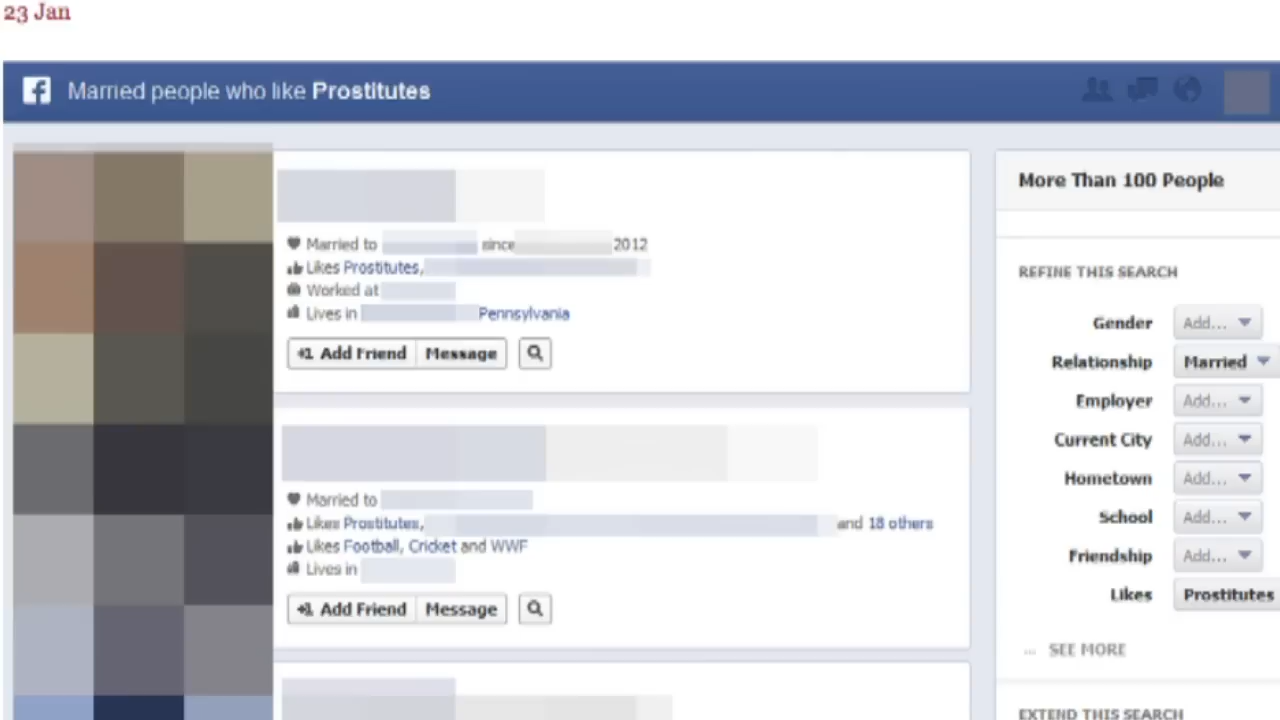 23 Jan
Married people who like Prostitutes
Married to since 2012
Likes Prostitutes,
Worked at
Lives in Pennsylvania
+1 Add Friend Message
Married to
Likes Prostitutes, and 18 others
Likes Football, Cricket and WWF
Lives in
+1 Add Friend Message
More Than 100 People
REFINE THIS SEARCH
Gender Add...
Relationship Married
Employer Add...
Current City Add...
Hometown Add...
School Add...
Friendship Add...
Likes Prostitutes
... SEE MORE
EXTEND THIS SEARCH